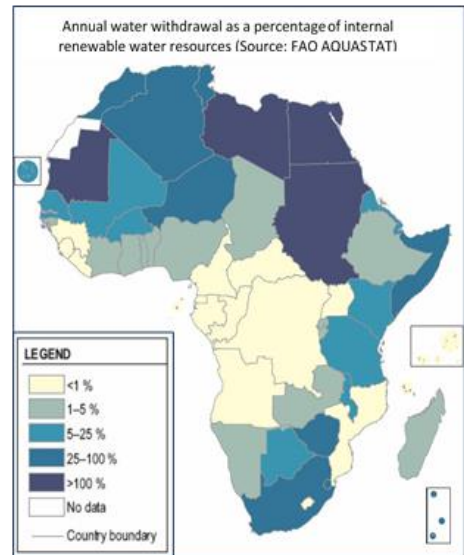 Annual water withdrawal as a percentage of internal
renewable water resources (Source: FAO AQUASTAT)
LEGEND
<1 %
1–5 %
5–25 %
25–100 %
>100 %
No data
Country boundary